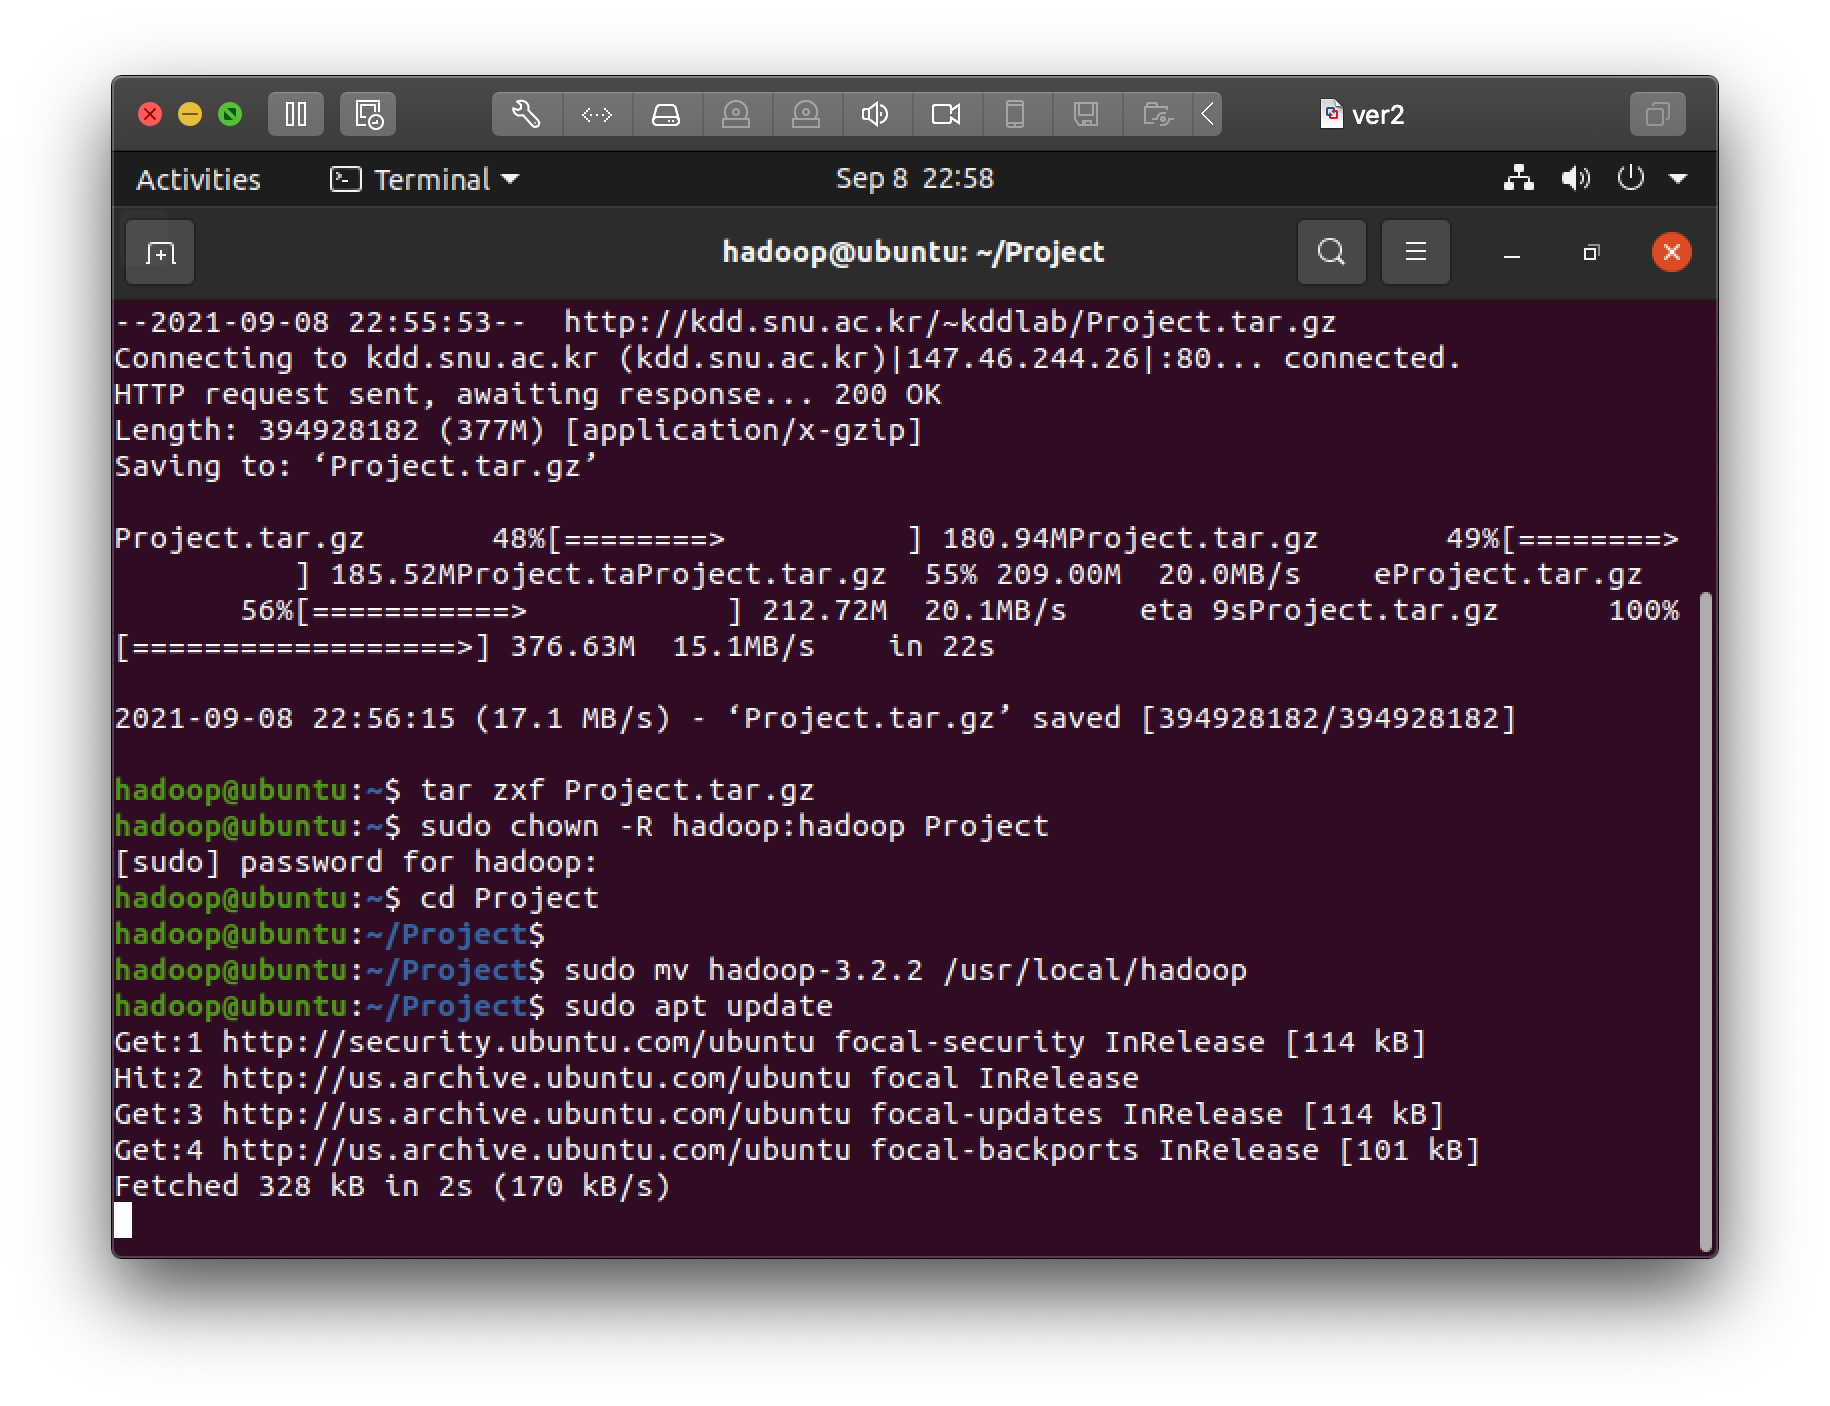 ver2
Activities Terminal Sep 8 22:58
hadoop@ubuntu: ~/Project
--2021-09-08 22:55:53--  http://kdd.snu.ac.kr/~kddlab/Project.tar.gz
Connecting to kdd.snu.ac.kr (kdd.snu.ac.kr)|147.46.244.26|:80... connected.
HTTP request sent, awaiting response... 200 OK
Length: 394928182 (377M) [application/x-gzip]
Saving to: ‘Project.tar.gz’
Project.tar.gz       48%[========>          ] 180.94MProject.tar.gz       49%[========>
          ] 185.52MProject.taProject.tar.gz  55% 209.00M  20.0MB/s    eProject.tar.gz
       56%[===========>           ] 212.72M  20.1MB/s    eta 9sProject.tar.gz      100%
[==================>] 376.63M  15.1MB/s    in 22s
2021-09-08 22:56:15 (17.1 MB/s) - ‘Project.tar.gz’ saved [394928182/394928182]
hadoop@ubuntu:~$ tar zxf Project.tar.gz
hadoop@ubuntu:~$ sudo chown -R hadoop:hadoop Project
[sudo] password for hadoop:
hadoop@ubuntu:~$ cd Project
hadoop@ubuntu:~/Project$
hadoop@ubuntu:~/Project$ sudo mv hadoop-3.2.2 /usr/local/hadoop
hadoop@ubuntu:~/Project$ sudo apt update
Get:1 http://security.ubuntu.com/ubuntu focal-security InRelease [114 kB]
Hit:2 http://us.archive.ubuntu.com/ubuntu focal InRelease
Get:3 http://us.archive.ubuntu.com/ubuntu focal-updates InRelease [114 kB]
Get:4 http://us.archive.ubuntu.com/ubuntu focal-backports InRelease [101 kB]
Fetched 328 kB in 2s (170 kB/s)